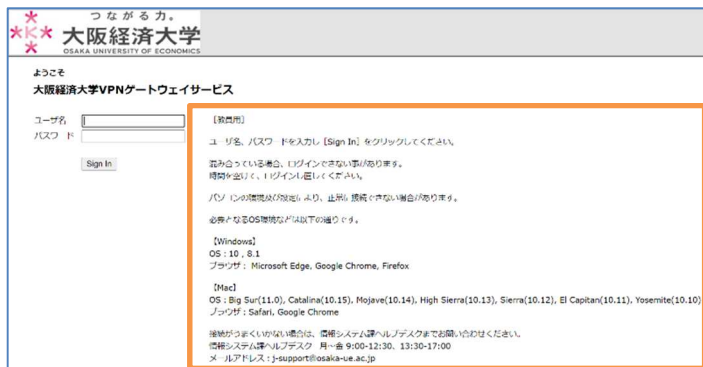 つながる力。
大阪経済大学
OSAKA UNIVERSITY OF ECONOMICS
ようこそ
大阪経済大学VPNゲートウェイサービス
ユーザ名
パスワード
Sign In
[教員用]
ユーザ名、パスワードを入力し [Sign In] をクリックしてください。
混み合っている場合、ログインできない事があります。
時間を空けて、ログインし直してください。
パソコンの環境及び設定により、正常に接続できない場合があります。
必要となるOS環境などは以下の通りです。
【Windows】
OS : 10 , 8.1
ブラウザ : Microsoft Edge, Google Chrome, Firefox
【Mac】
OS : Big Sur(11.0), Catalina(10.15), Mojave(10.14), High Sierra(10.13), Sierra(10.12), El Capitan(10.11), Yosemite(10.10)
ブラウザ : Safari, Google Chrome
接続がうまくいかない場合は、情報システム課ヘルプデスクまでお問い合わせください。
情報システム課ヘルプデスク 月～金 9:00-12:30、13:30-17:00
メールアドレス : j-support@osaka-ue.ac.jp